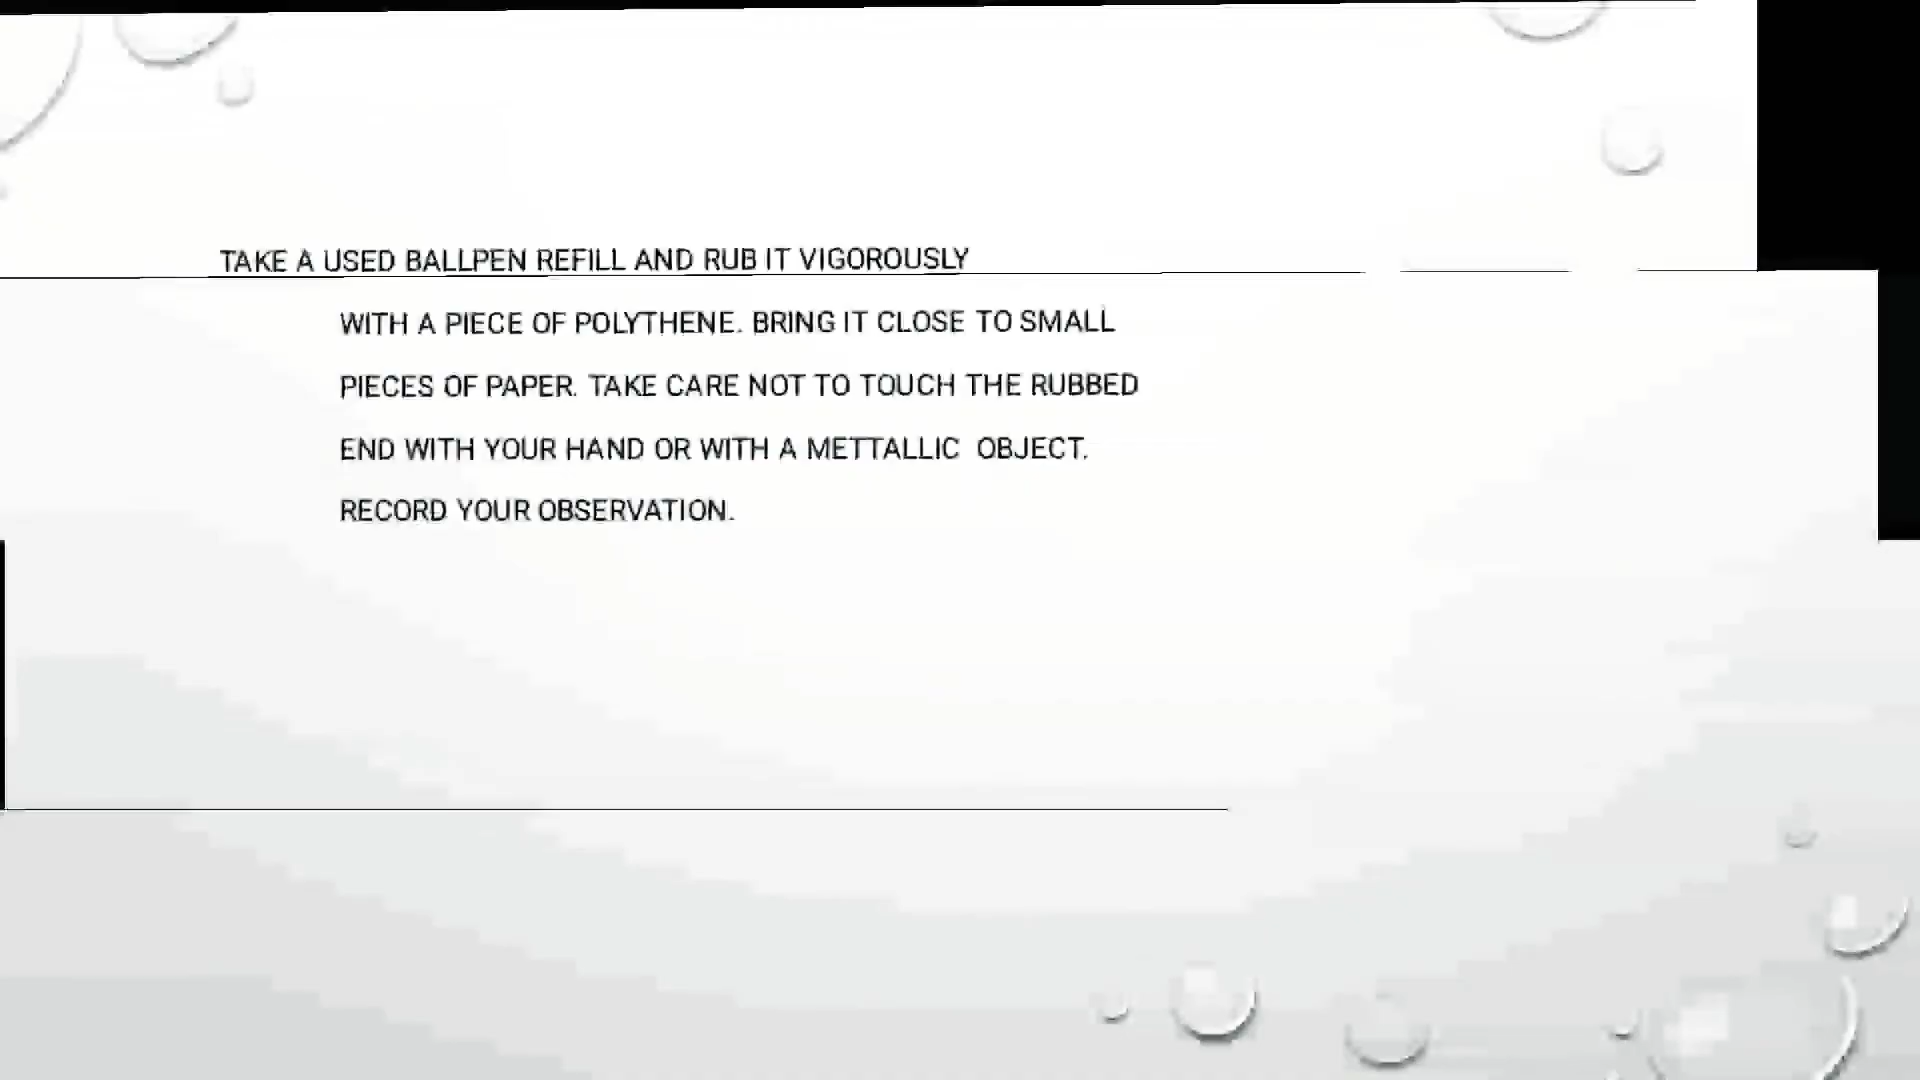 TAKE A USED BALLPEN REFILL AND RUB IT VIGOROUSLY
WITH A PIECE OF POLYTHENE. BRING IT CLOSE TO SMALL
PIECES OF PAPER. TAKE CARE NOT TO TOUCH THE RUBBED
END WITH YOUR HAND OR WITH A METTALLIC OBJECT.
RECORD YOUR OBSERVATION.